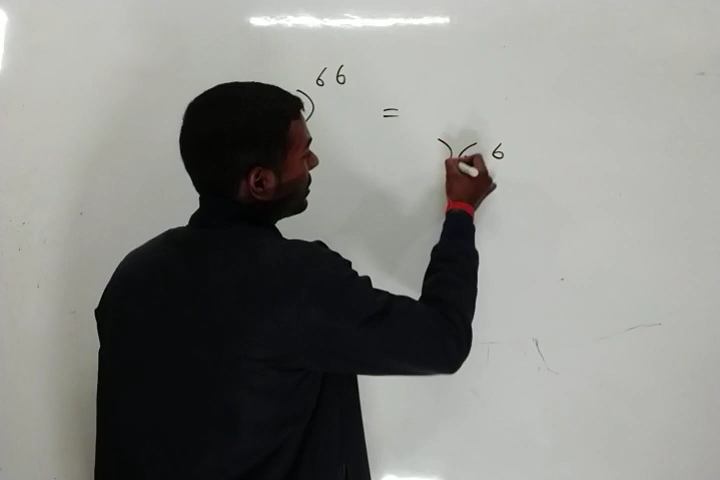 )66 =
)( 6